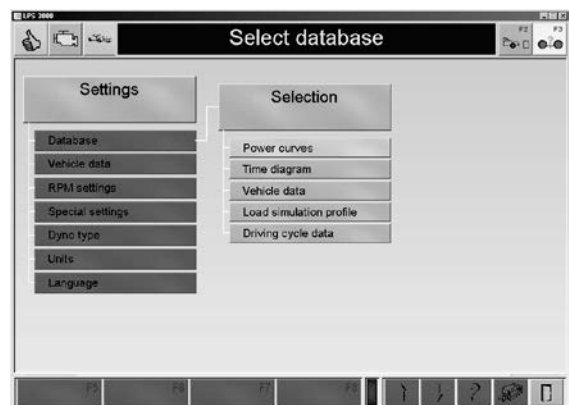 LPS 3000
Select database
F2
F3
Settings
Database
Vehicle data
RPM settings
Special settings
Dyno type
Units
Language
Selection
Power curves
Time diagram
Vehicle data
Load simulation profile
Driving cycle data
F5
F6
F7
F8